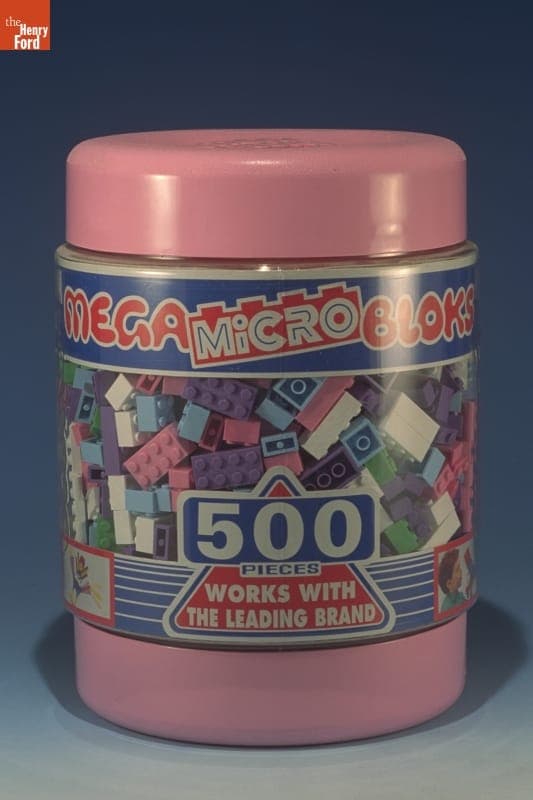 the
Henry
Ford
MEGA MiCRO BLOKS
500
PIECES
WORKS WITH
THE LEADING BRAND